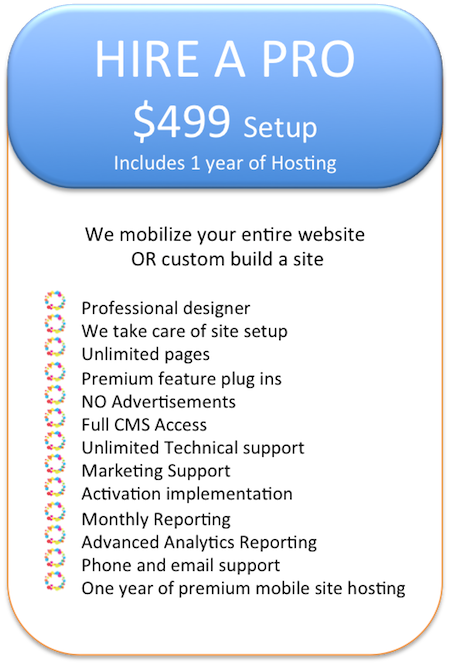 HIRE A PRO
$499 Setup
Includes 1 year of Hosting
We mobilize your entire website
OR custom build a site
Professional designer
We take care of site setup
Unlimited pages
Premium feature plug ins
NO Advertisements
Full CMS Access
Unlimited Technical support
Marketing Support
Activation implementation
Monthly Reporting
Advanced Analytics Reporting
Phone and email support
One year of premium mobile site hosting